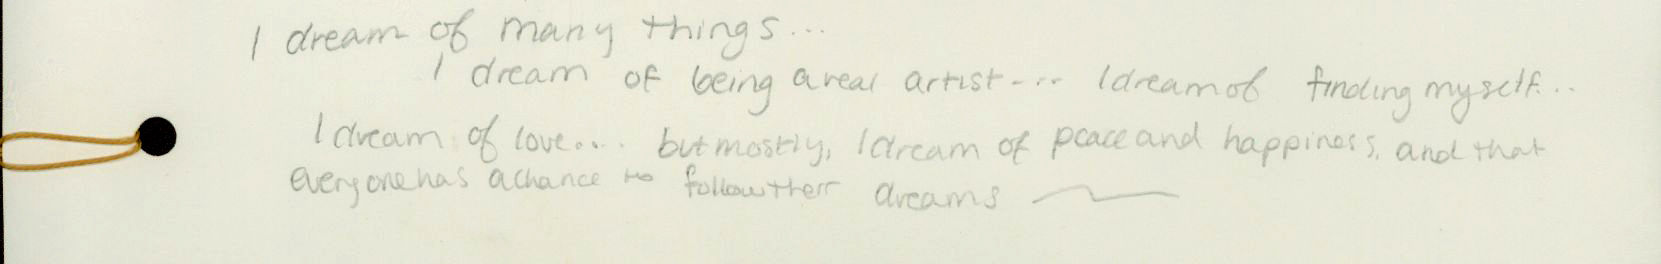 I dream of many things...
I dream of being a real artist.... I dream of finding myself...
I dream of love.... but mostly, I dream of peace and happiness, and that
everyone has a chance to follow their dreams